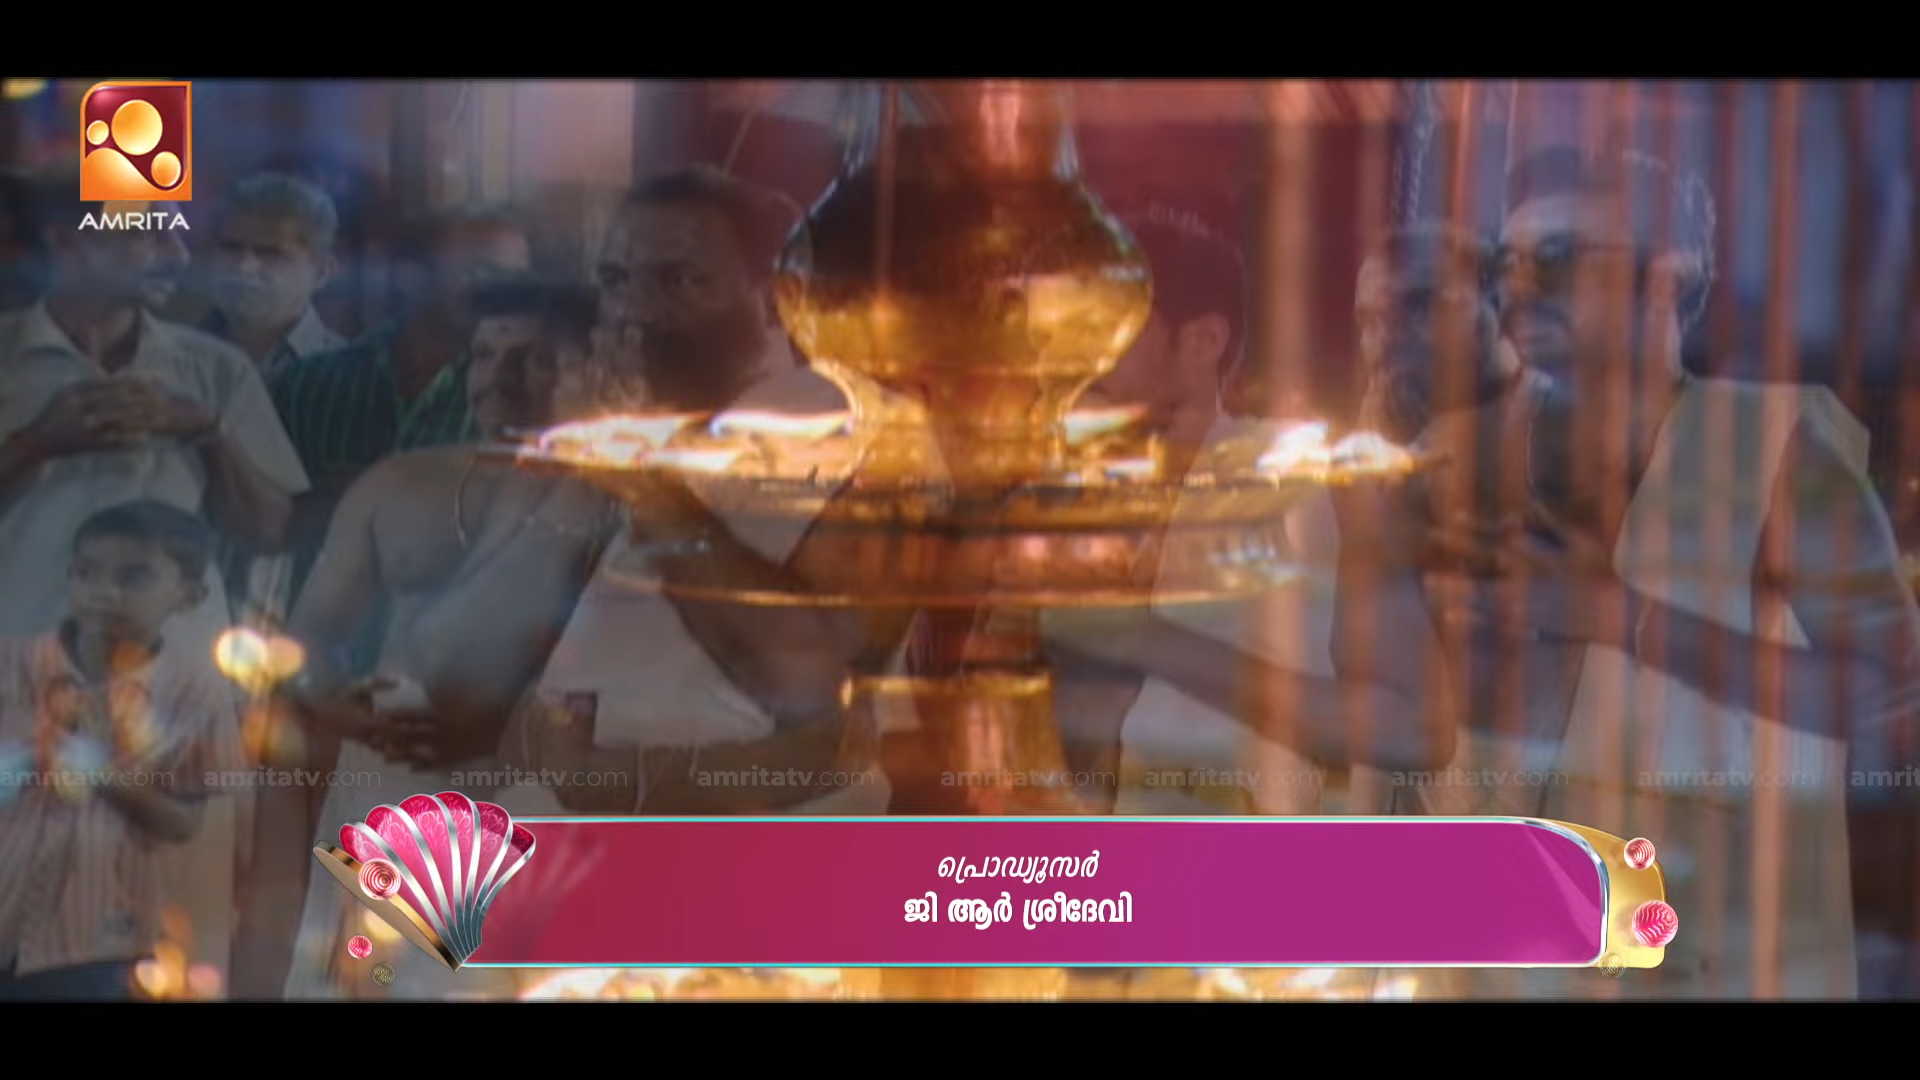 AMRITA
amritatv.com amritatv.com amritatv.com amritatv.com amritatv.com amritatv.com amritatv.com amritatv.com amrit
പ്രൊഡ്യൂസർ
ജി ആർ ശ്രീദേവി